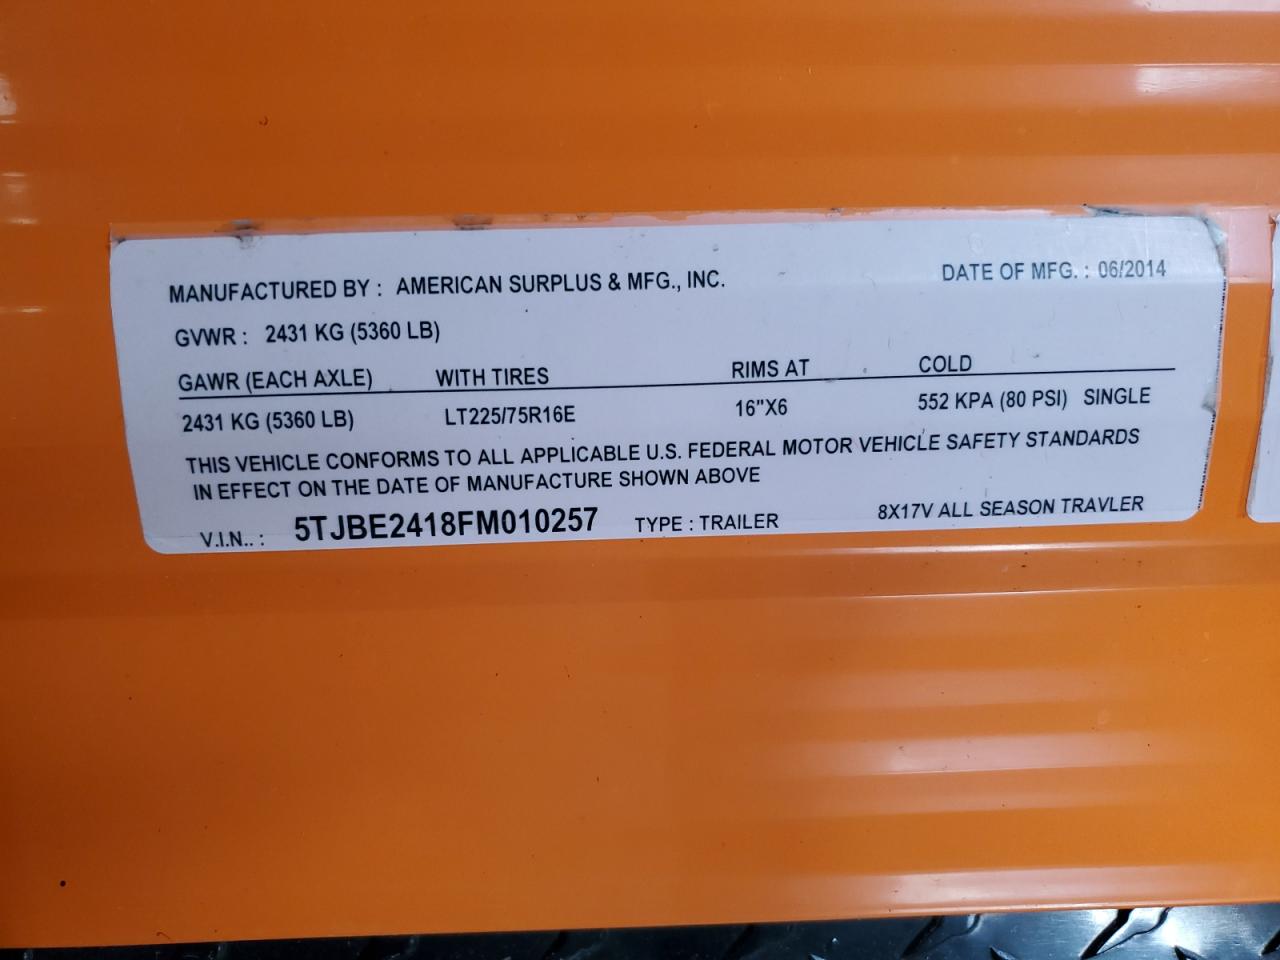 MANUFACTURED BY : AMERICAN SURPLUS & MFG., INC. DATE OF MFG. : 06/2014
GVWR : 2431 KG (5360 LB)
GAWR (EACH AXLE) WITH TIRES RIMS AT COLD
2431 KG (5360 LB) LT225/75R16E 16"X6 552 KPA (80 PSI) SINGLE
THIS VEHICLE CONFORMS TO ALL APPLICABLE U.S. FEDERAL MOTOR VEHICLE SAFETY STANDARDS
IN EFFECT ON THE DATE OF MANUFACTURE SHOWN ABOVE
V.I.N.. : 5TJBE2418FM010257 TYPE : TRAILER 8X17V ALL SEASON TRAVLER